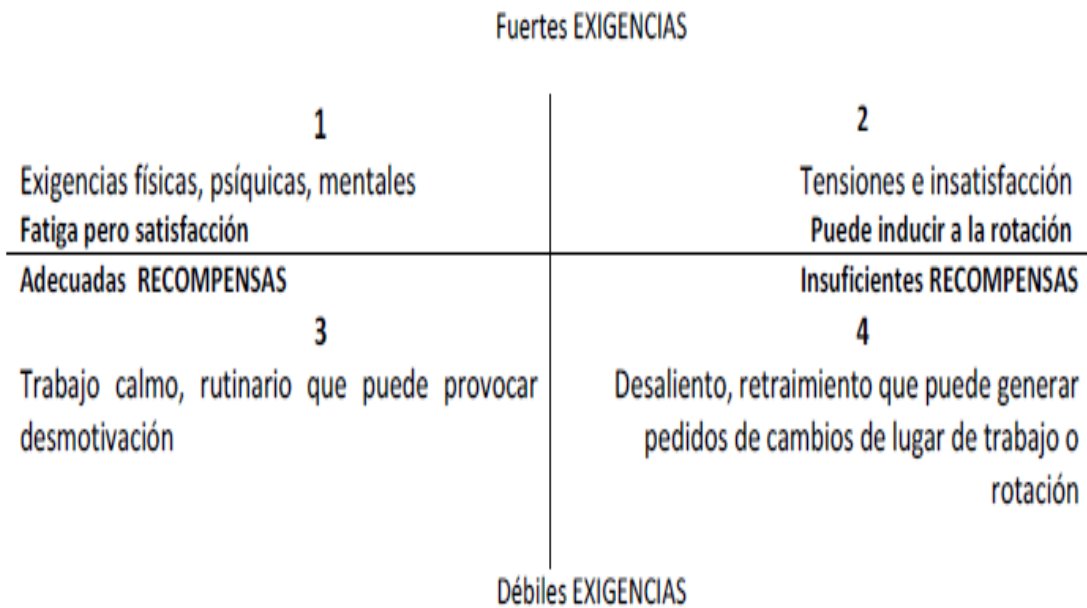 Fuertes EXIGENCIAS
1
Exigencias físicas, psíquicas, mentales
Fatiga pero satisfacción
2
Tensiones e insatisfacción
Puede inducir a la rotación
Adecuadas RECOMPENSAS
3
Trabajo calmo, rutinario que puede provocar
desmotivación
Insuficientes RECOMPENSAS
4
Desaliento, retraimiento que puede generar
pedidos de cambios de lugar de trabajo o
rotación
Débiles EXIGENCIAS